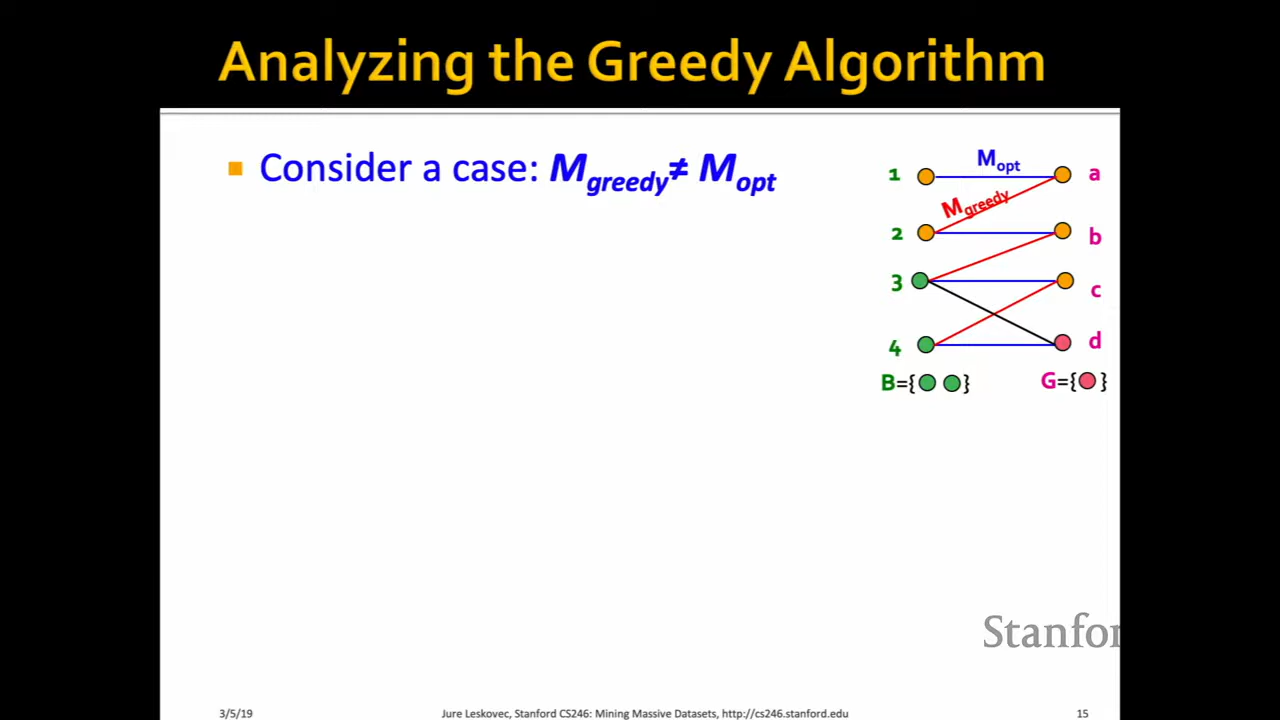 Analyzing the Greedy Algorithm
Consider a case: Mgreedy≠ Mopt
Mopt
Mgreedy
1
a
2
b
3
c
4
d
B={ }
G={ }
Stanfor
3/5/19
Jure Leskovec, Stanford CS246: Mining Massive Datasets, http://cs246.stanford.edu
15